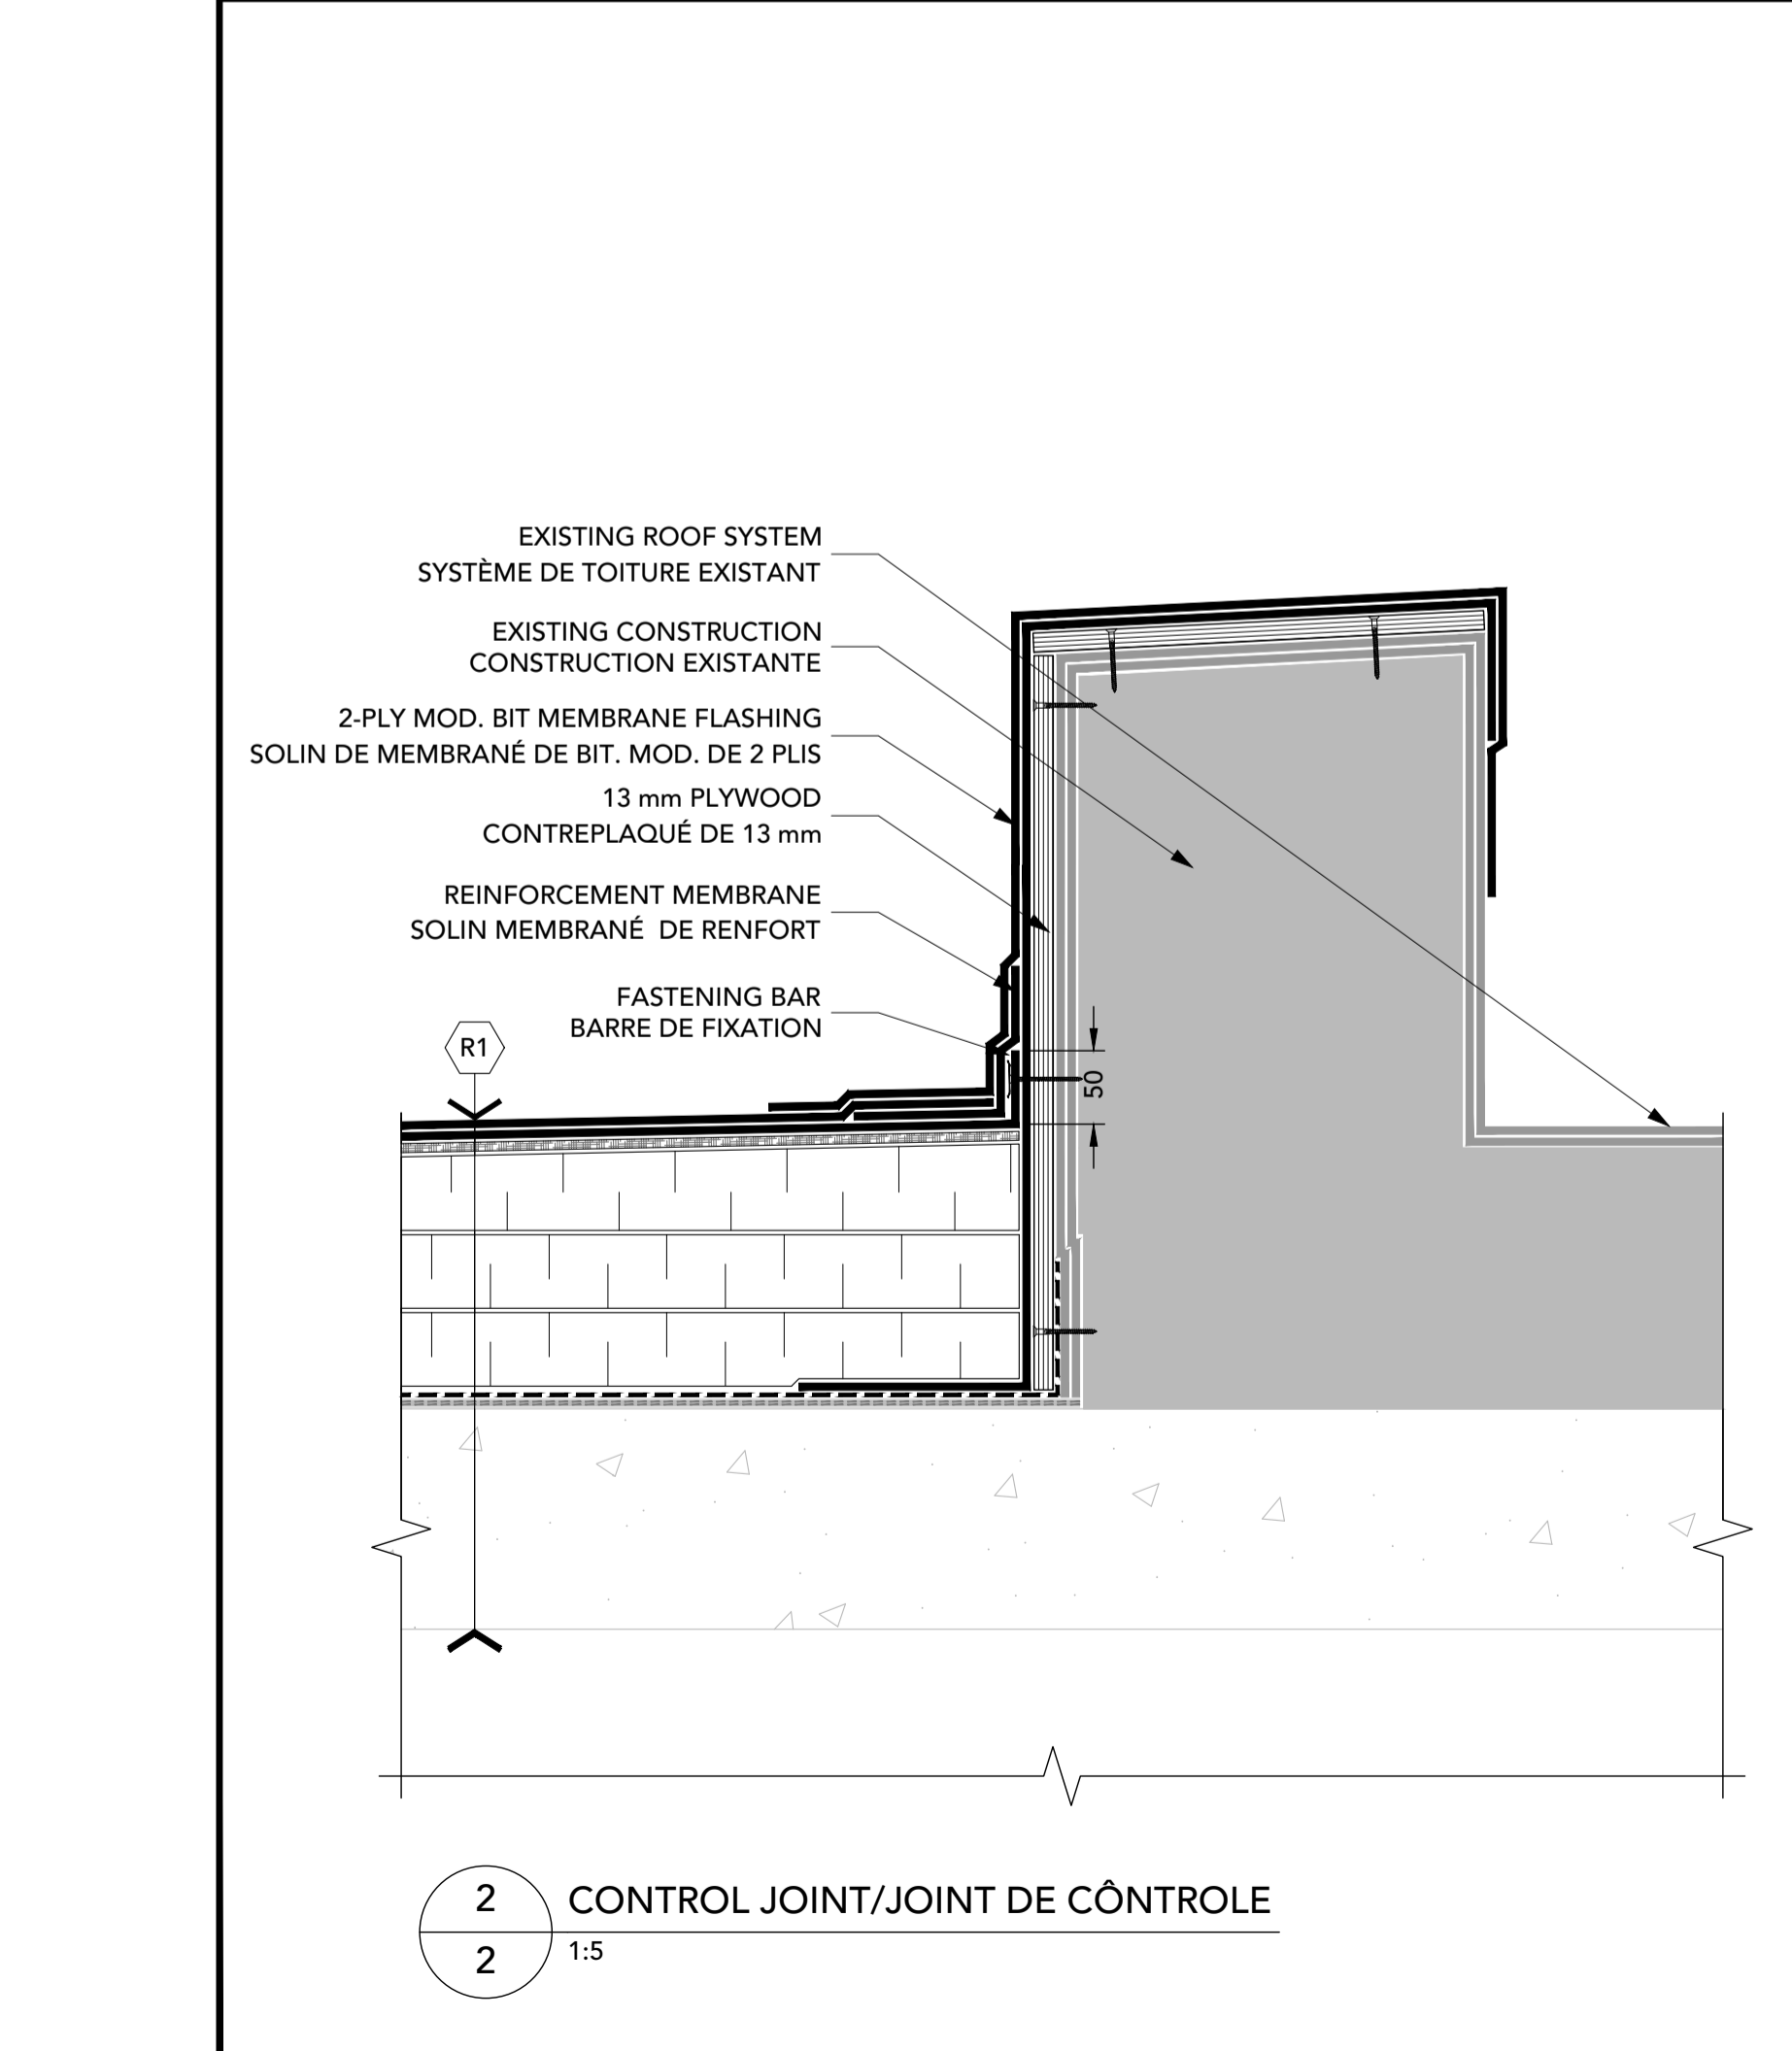 EXISTING ROOF SYSTEM
SYSTÈME DE TOITURE EXISTANT
EXISTING CONSTRUCTION
CONSTRUCTION EXISTANTE
2-PLY MOD. BIT MEMBRANE FLASHING
SOLIN DE MEMBRANÉ DE BIT. MOD. DE 2 PLIS
13 mm PLYWOOD
CONTREPLAQUÉ DE 13 mm
REINFORCEMENT MEMBRANE
SOLIN MEMBRANÉ DE RENFORT
FASTENING BAR
BARRE DE FIXATION
R1
50
2
CONTROL JOINT/JOINT DE CÔNTROLE
2
1:5